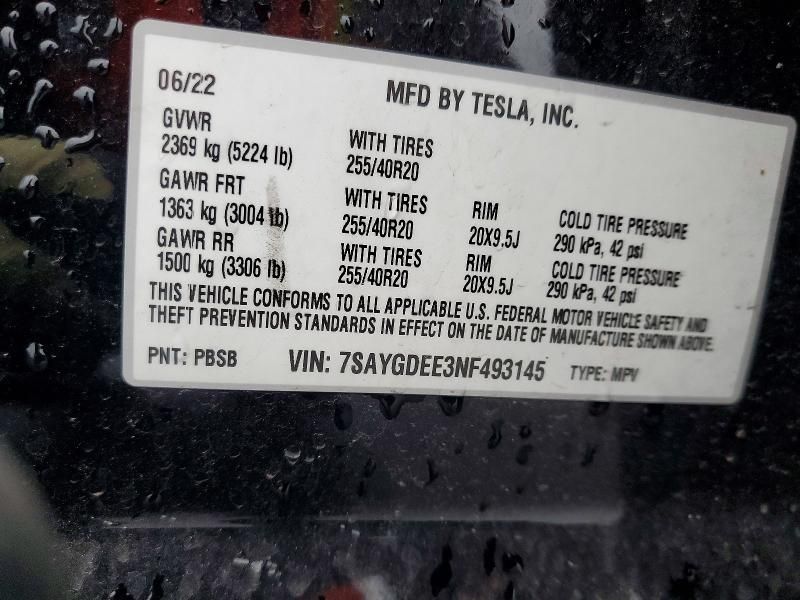 06/22
MFD BY TESLA, INC.
GVWR
2369 kg (5224 lb)
WITH TIRES
255/40R20
GAWR FRT
1363 kg (3004 lb)
WITH TIRES
255/40R20
RIM
20X9.5J
COLD TIRE PRESSURE
290 kPa, 42 psi
GAWR RR
1500 kg (3306 lb)
WITH TIRES
255/40R20
RIM
20X9.5J
COLD TIRE PRESSURE
290 kPa, 42 psi
THIS VEHICLE CONFORMS TO ALL APPLICABLE U.S. FEDERAL MOTOR VEHICLE SAFETY AND
THEFT PREVENTION STANDARDS IN EFFECT ON THE DATE OF MANUFACTURE SHOWN ABOVE.
PNT: PBSB
VIN: 7SAYGDEE3NF493145
TYPE: MPV